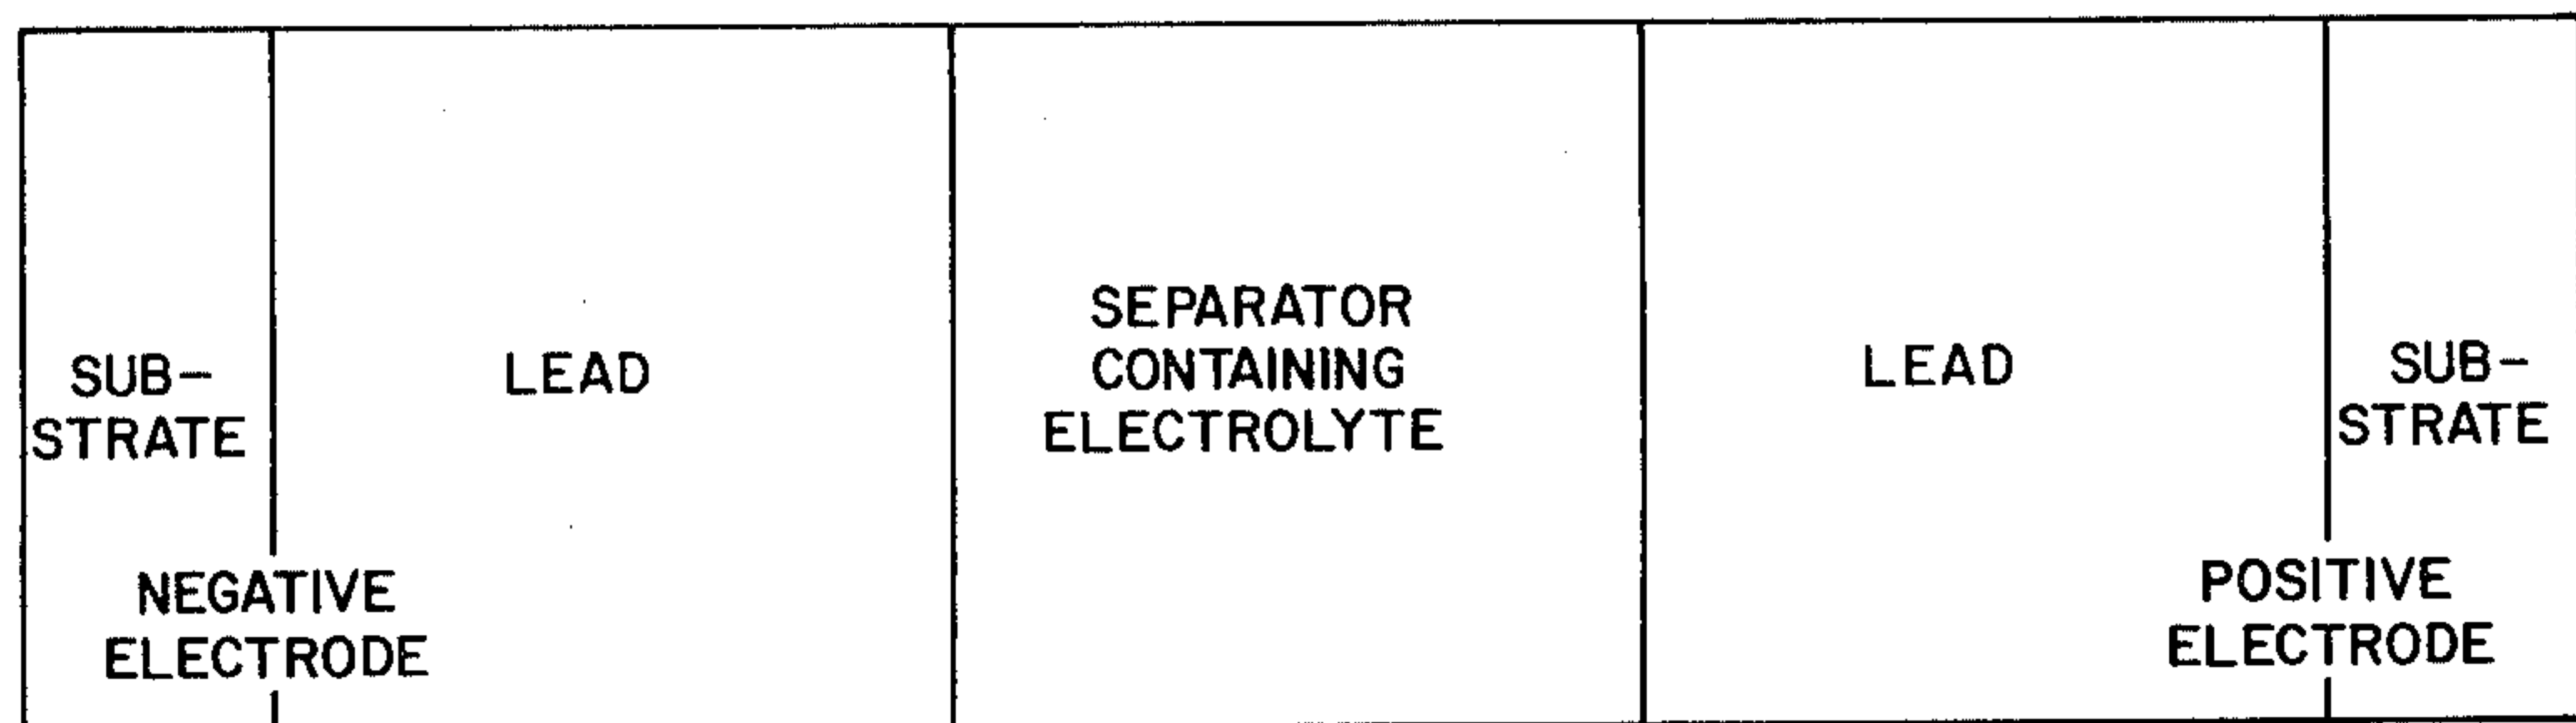 SUB-
STRATE
NEGATIVE
ELECTRODE
LEAD
SEPARATOR
CONTAINING
ELECTROLYTE
LEAD
SUB-
STRATE
POSITIVE
ELECTRODE